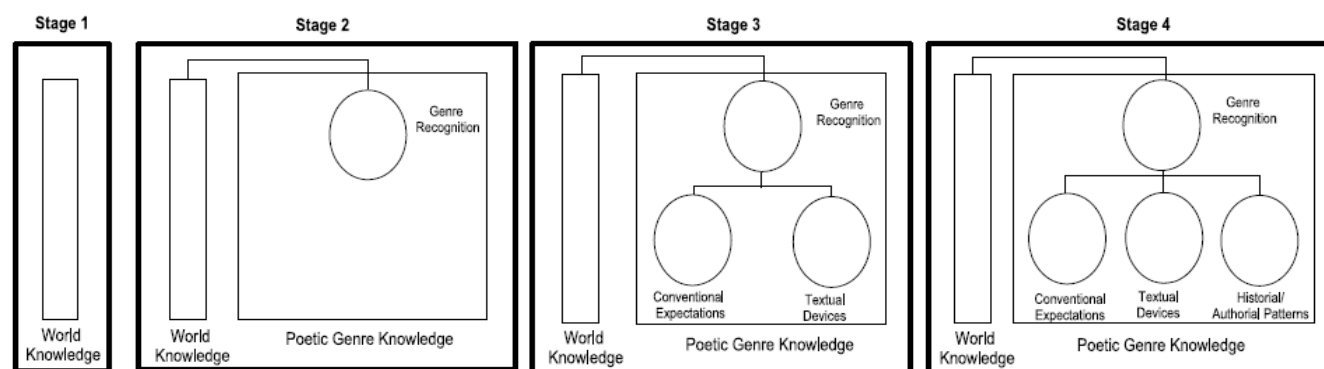 Stage 1
World
Knowledge
Stage 2
Genre
Recognition
World
Knowledge
Poetic Genre Knowledge
Stage 3
Genre
Recognition
Conventional
Expectations
Textual
Devices
World
Knowledge
Poetic Genre Knowledge
Stage 4
Genre
Recognition
Conventional
Expectations
Textual
Devices
Historial/
Authorial Patterns
World
Knowledge
Poetic Genre Knowledge